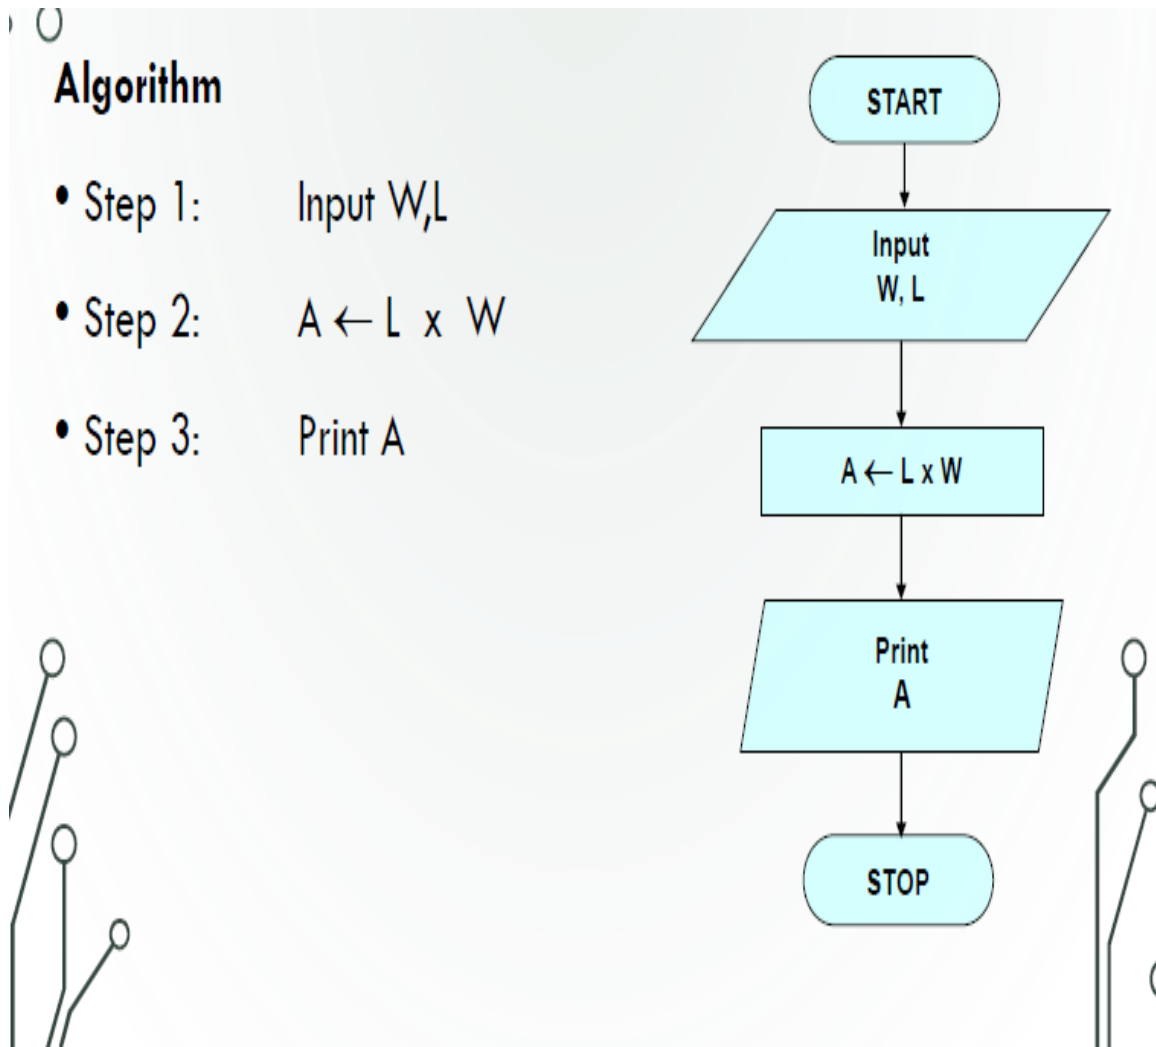 Algorithm
• Step 1: Input W,L
• Step 2: A ← L x W
• Step 3: Print A
START
Input
W, L
A ← L x W
Print
A
STOP